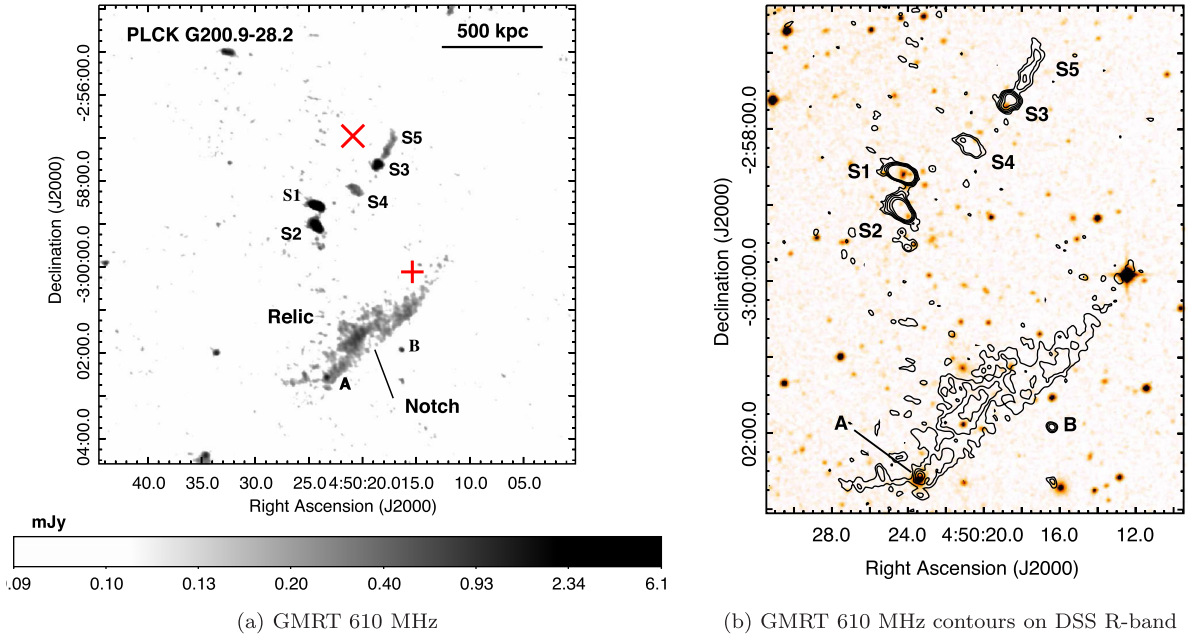 PLCK G200.9-28.2
500 kpc
S5
S3
S1
S4
S2
Relic
B
A
Notch
Declination (J2000)
-2:56:00.0
58:00.0
-3:00:00.0
02:00.0
04:00.0
40.0 35.0 30.0 25.0 4:50:20.0 15.0 10.0 05.0
Right Ascension (J2000)
mJy
.09 0.10 0.13 0.20 0.40 0.93 2.34 6.1
(a) GMRT 610 MHz
S5
S3
S4
S1
S2
A
B
Declination (J2000)
-2:58:00.0
-3:00:00.0
02:00.0
28.0 24.0 4:50:20.0 16.0 12.0
Right Ascension (J2000)
(b) GMRT 610 MHz contours on DSS R-band